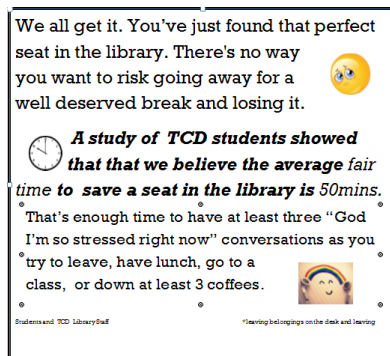 We all get it. You've just found that perfect
seat in the library. There's no way
you want to risk going away for a
well deserved break and losing it.
A study of TCD students showed
that that we believe the average fair
time to save a seat in the library is 50mins.
That's enough time to have at least three “God
I'm so stressed right now” conversations as you
try to leave, have lunch, go to a
class, or down at least 3 coffees.
Students and TCD Library Staff
*leaving belongings on the desk and leaving